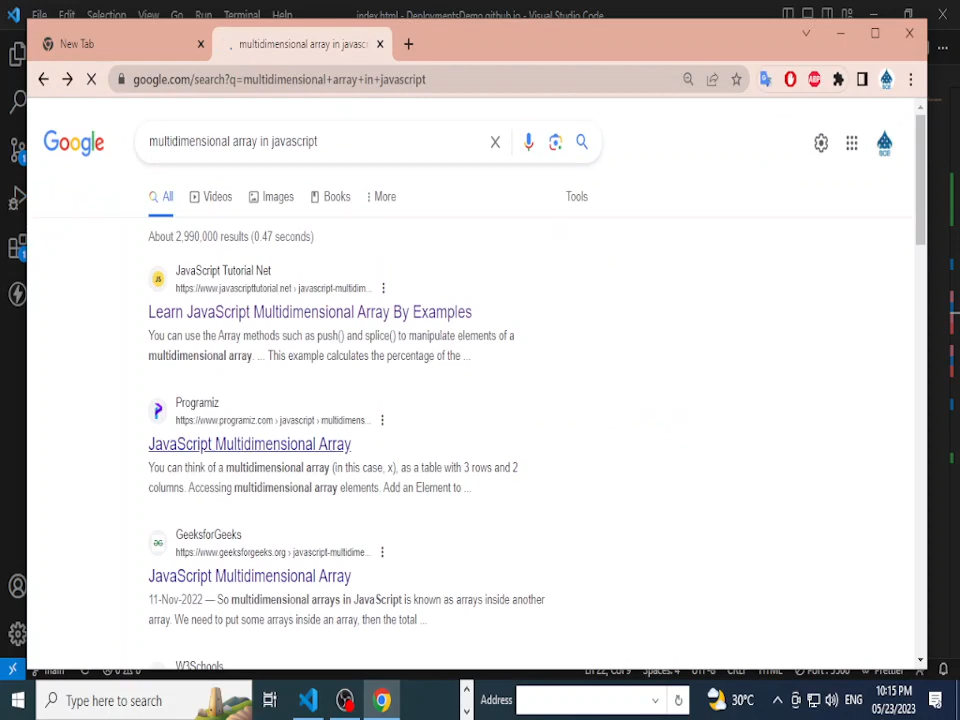 File Edit Selection View Go Run Terminal Help index.html - DeploymentsDemo.github.io - Visual Studio Code
New Tab
multidimensional array in javasc
google.com/search?q=multidimensional+array+in+javascript
ABP
SCE
Google
multidimensional array in javascript
SCE
All Videos Images Books More Tools
About 2,990,000 results (0.47 seconds)
JS
JavaScript Tutorial Net
https://www.javascripttutorial.net › javascript-multidim...
Learn JavaScript Multidimensional Array By Examples
You can use the Array methods such as push() and splice() to manipulate elements of a
multidimensional array. ... This example calculates the percentage of the ...
Programiz
https://www.programiz.com › javascript › multidimens...
JavaScript Multidimensional Array
You can think of a multidimensional array (in this case, x), as a table with 3 rows and 2
columns. Accessing multidimensional array elements. Add an Element to ...
GeeksforGeeks
https://www.geeksforgeeks.org › javascript-multidime...
JavaScript Multidimensional Array
11-Nov-2022 — So multidimensional arrays in JavaScript is known as arrays inside another
array. We need to put some arrays inside an array, then the total ...
W3Schools
main
Type here to search
Address
30°C
ENG
10:15 PM
05/23/2023